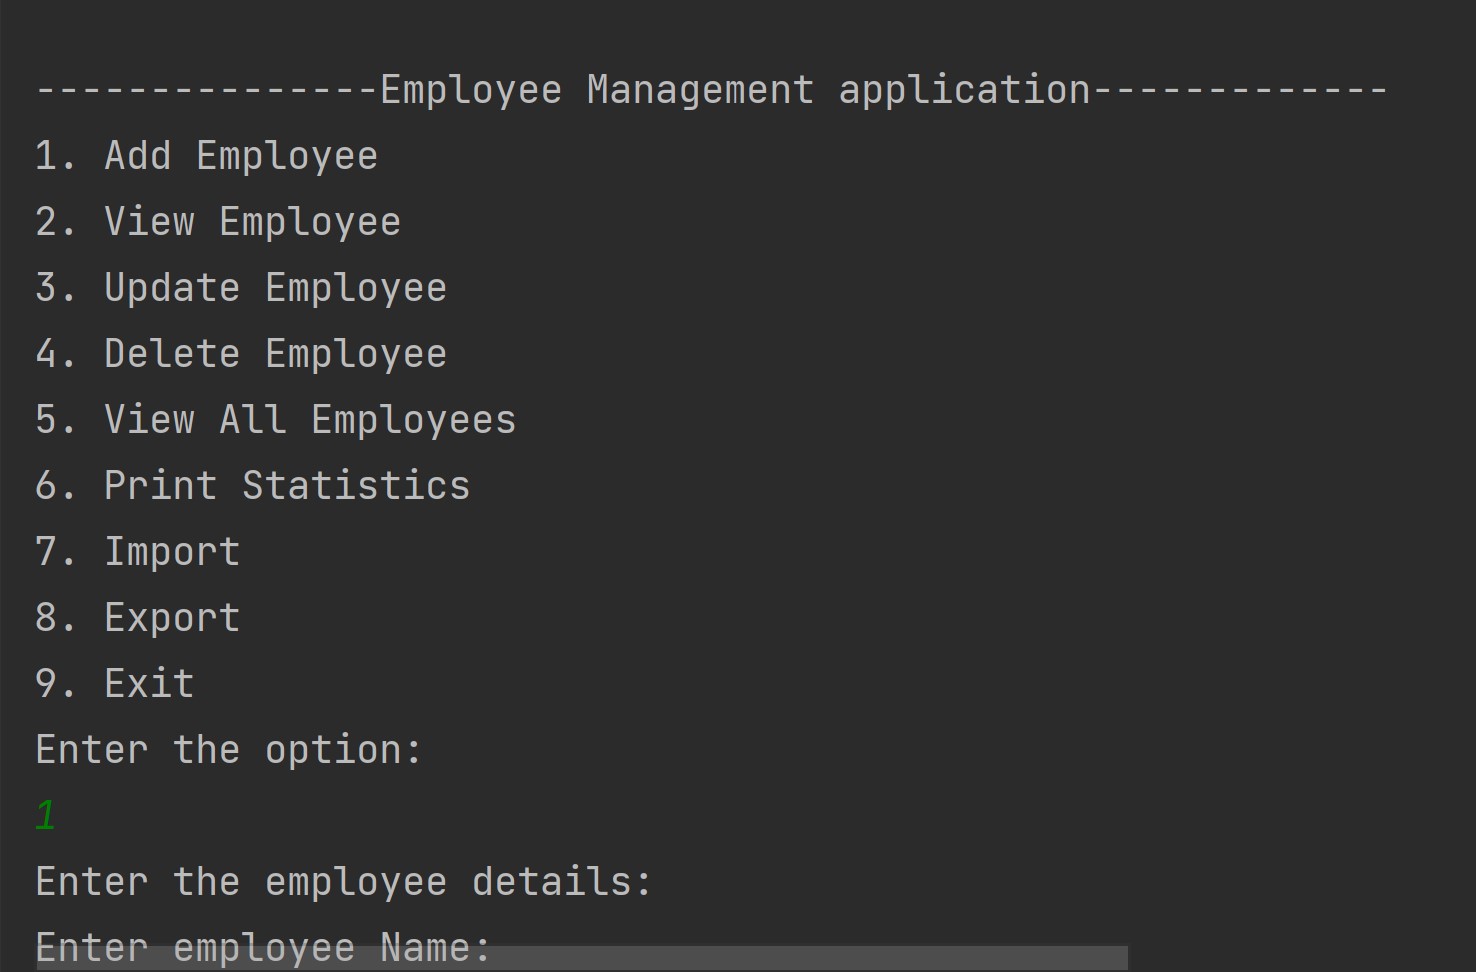 ---------------Employee Management application-------------
1. Add Employee
2. View Employee
3. Update Employee
4. Delete Employee
5. View All Employees
6. Print Statistics
7. Import
8. Export
9. Exit
Enter the option:
1
Enter the employee details:
Enter employee Name: